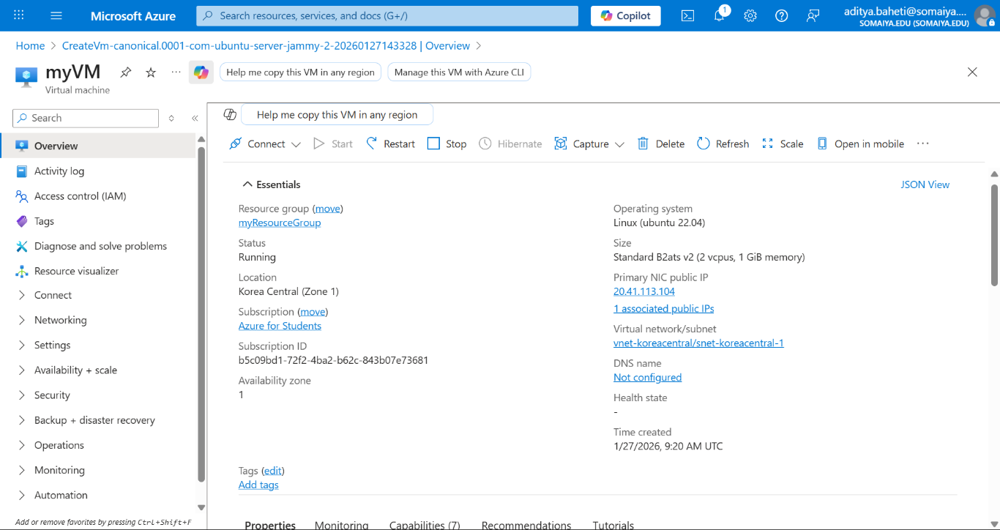 Microsoft Azure
Search resources, services, and docs (G+/)
Copilot
1
aditya.baheti@somaiya....
SOMAIYA.EDU (SOMAIYA.EDU)
Home > CreateVm-canonical.0001-com-ubuntu-server-jammy-2-20260127143328 | Overview >
myVM
Virtual machine
Help me copy this VM in any region
Manage this VM with Azure CLI
Search
Overview
Activity log
Access control (IAM)
Tags
Diagnose and solve problems
Resource visualizer
Connect
Networking
Settings
Availability + scale
Security
Backup + disaster recovery
Operations
Monitoring
Automation
Add or remove favorites by pressing Ctrl+Shift+F
Help me copy this VM in any region
Connect Start Restart Stop Hibernate Capture Delete Refresh Scale Open in mobile ...
Essentials
JSON View
Resource group (move)
myResourceGroup
Status
Running
Location
Korea Central (Zone 1)
Subscription (move)
Azure for Students
Subscription ID
b5c09bd1-72f2-4ba2-b62c-843b07e73681
Availability zone
1
Operating system
Linux (ubuntu 22.04)
Size
Standard B2ats v2 (2 vcpus, 1 GiB memory)
Primary NIC public IP
20.41.113.104
1 associated public IPs
Virtual network/subnet
vnet-koreacentral/snet-koreacentral-1
DNS name
Not configured
Health state
-
Time created
1/27/2026, 9:20 AM UTC
Tags (edit)
Add tags
Properties Monitoring Capabilities (7) Recommendations Tutorials